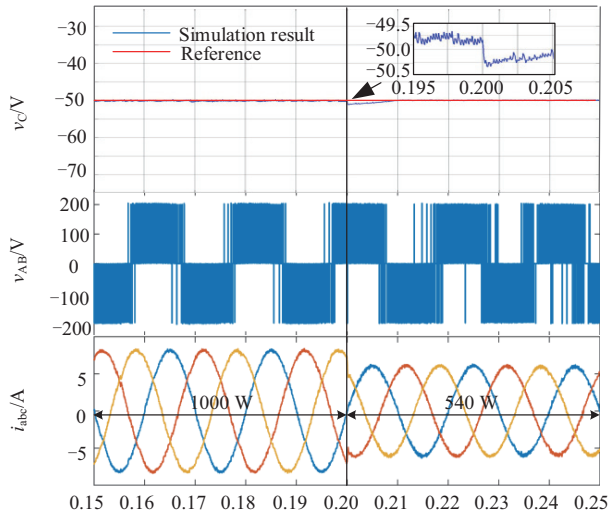 −30
−40
−50
−60
−70
v_C/V
Simulation result
Reference
−49.5
−50.0
−50.5
0.195 0.200 0.205
200
100
0
−100
−200
v_AB/V
5
0
−5
i_abc/A
1000 W
540 W
0.15 0.16 0.17 0.18 0.19 0.20 0.21 0.22 0.23 0.24 0.25